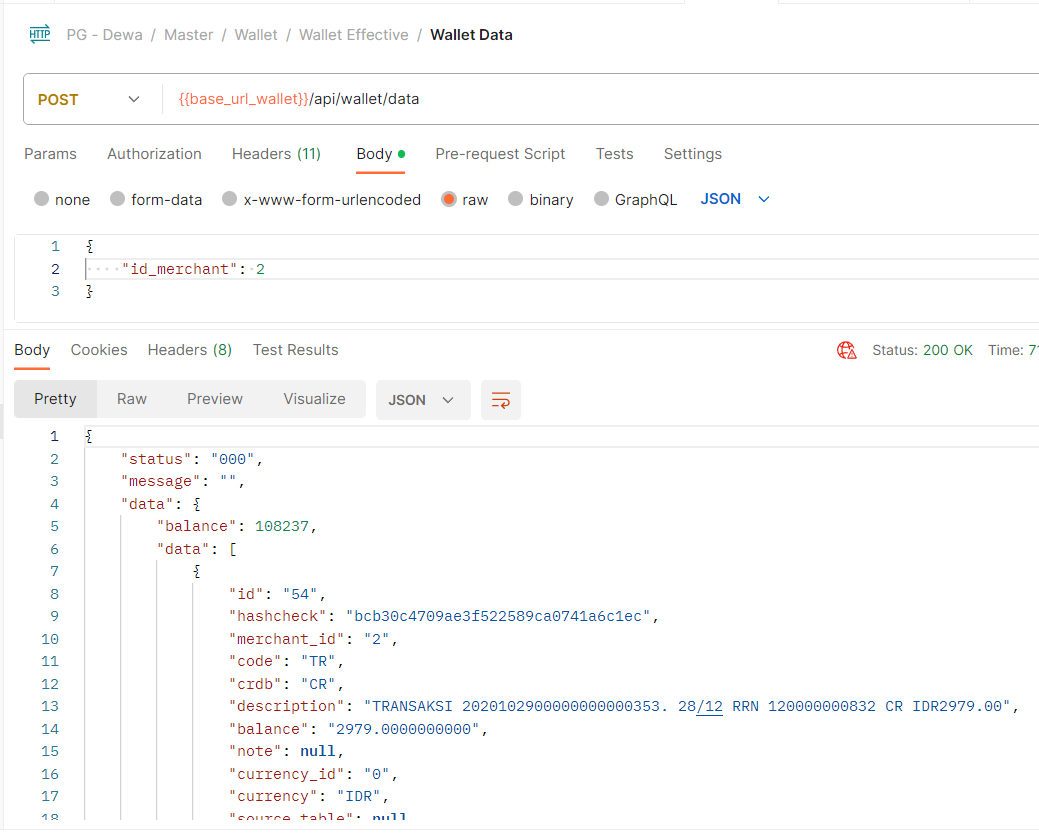 HTTP PG - Dewa / Master / Wallet / Wallet Effective / Wallet Data
POST {{base_url_wallet}}/api/wallet/data
Params Authorization Headers (11) Body Pre-request Script Tests Settings
none form-data x-www-form-urlencoded raw binary GraphQL JSON
1 {
2 ····"id_merchant":·2
3 }
Body Cookies Headers (8) Test Results Status: 200 OK Time:
Pretty Raw Preview Visualize JSON
1 {
2 "status": "000",
3 "message": "",
4 "data": {
5 "balance": 108237,
6 "data": [
7 {
8 "id": "54",
9 "hashcheck": "bcb30c4709ae3f522589ca0741a6c1ec",
10 "merchant_id": "2",
11 "code": "TR",
12 "crdb": "CR",
13 "description": "TRANSAKSI 2020102900000000000353. 28/12 RRN 120000000832 CR IDR2979.00",
14 "balance": "2979.0000000000",
15 "note": null,
16 "currency_id": "0",
17 "currency": "IDR",
18 "source_table": null